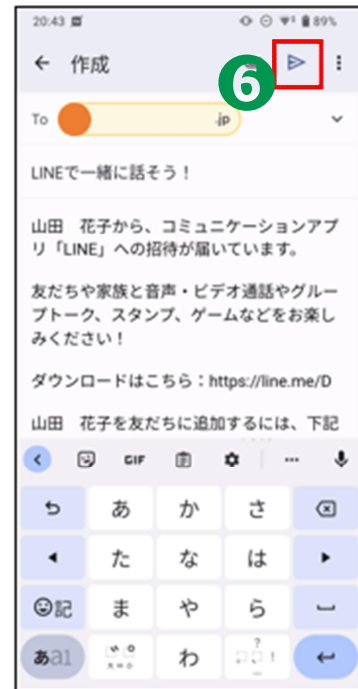 20:43 89%
作成
6
To .jp
LINEで一緒に話そう！
山田　花子から、コミュニケーションアプ
リ「LINE」への招待が届いています。
友だちや家族と音声・ビデオ通話やグルー
プトーク、スタンプ、ゲームなどをお楽し
みください！
ダウンロードはこちら：https://line.me/D
山田　花子を友だちに追加するには、下記
GIF
あ か さ
た な は
記 ま や ら
あa1 大⇔小 わ 、。?!